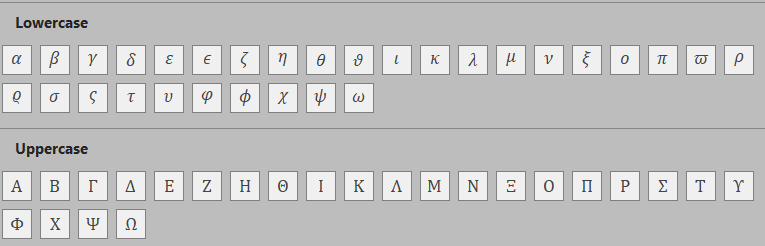 Lowercase
α β γ δ ε ϵ ζ η θ ϑ ι κ λ μ ν ξ ο π ϖ ρ
ϱ σ ς τ υ φ ϕ χ ψ ω
Uppercase
Α Β Γ Δ Ε Ζ Η Θ Ι Κ Λ Μ Ν Ξ Ο Π Ρ Σ Τ ϒ
Φ Χ Ψ Ω